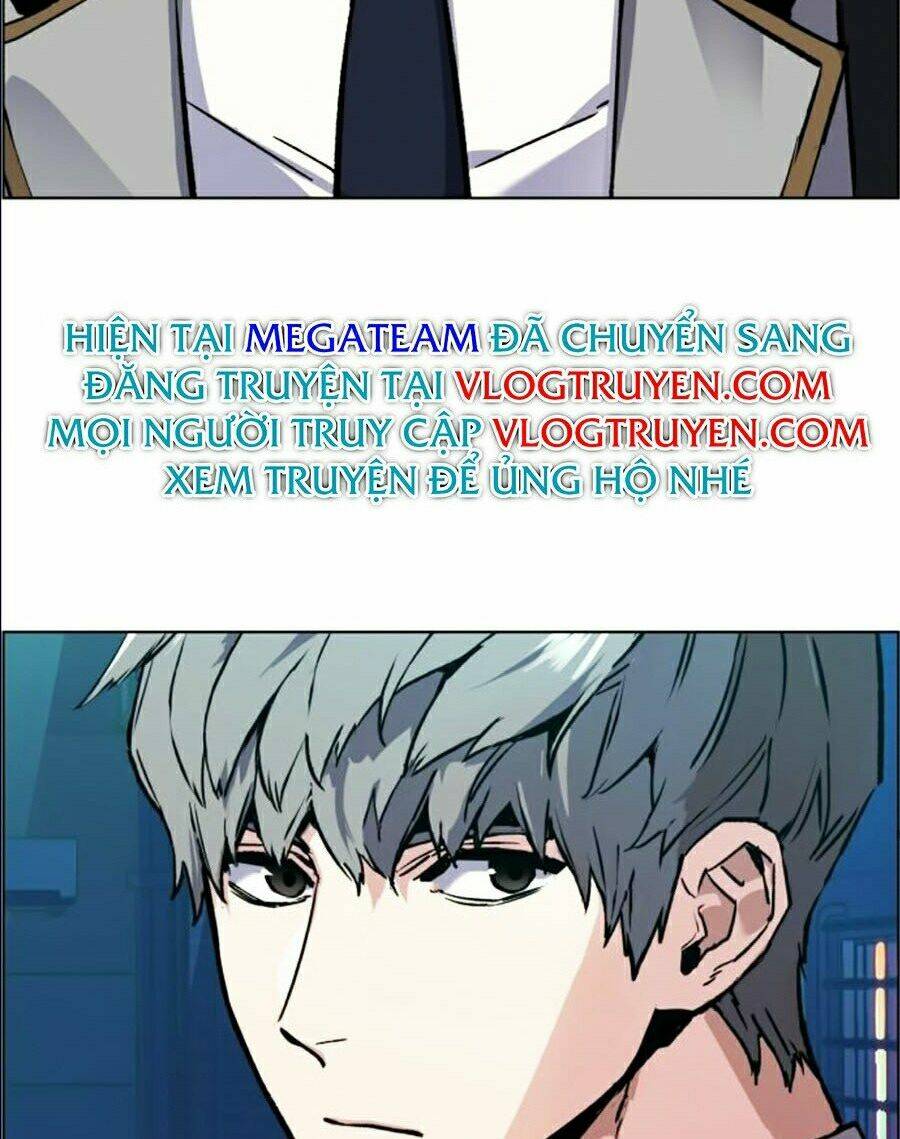 HIỆN TẠI MEGATEAM ĐÃ CHUYỂN SANG
ĐĂNG TRUYỆN TẠI VLOGTRUYEN.COM
MỌI NGƯỜI TRUY CẬP VLOGTRUYEN.COM
XEM TRUYỆN ĐỂ ỦNG HỘ NHÉ